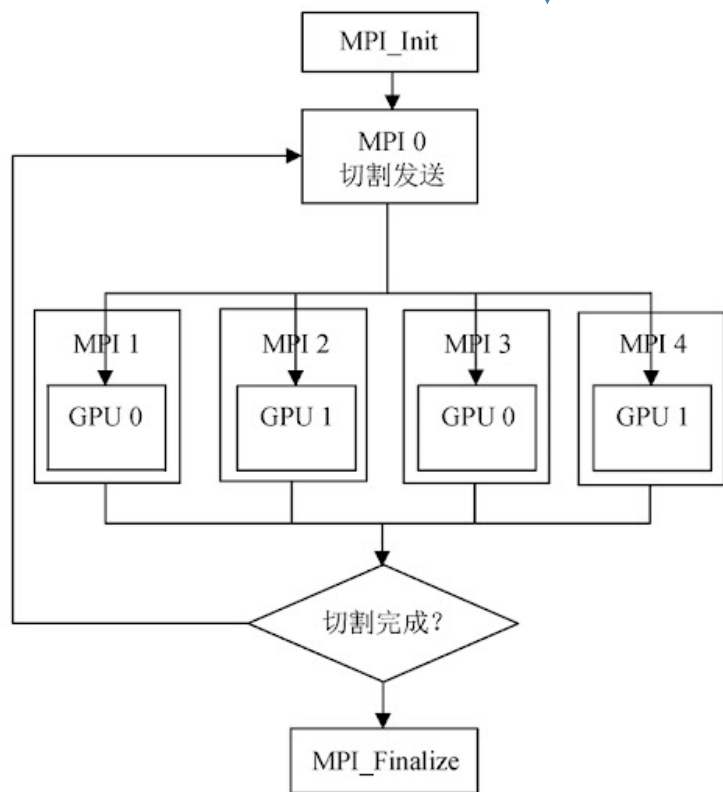 MPI_Init
MPI 0
切割发送
MPI 1
MPI 2
MPI 3
MPI 4
GPU 0
GPU 1
GPU 0
GPU 1
切割完成?
MPI_Finalize